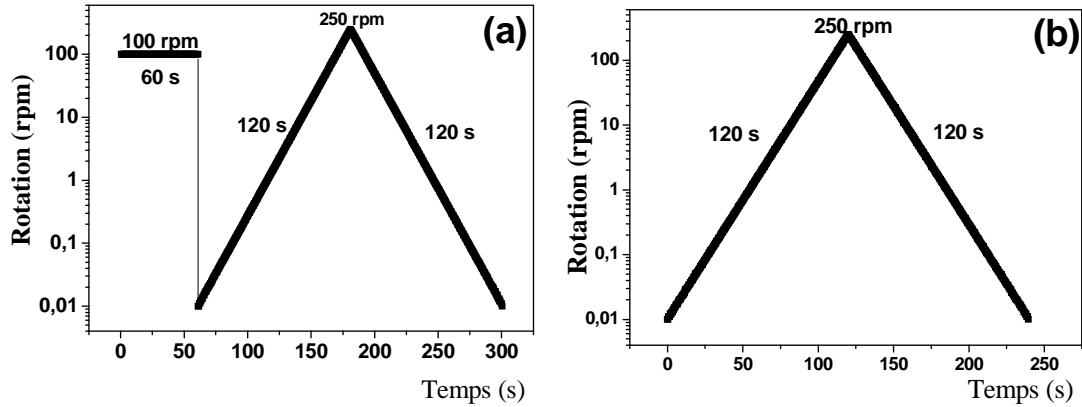 (a)
250 rpm
100 rpm
60 s
120 s
120 s
Rotation (rpm)
100
10
1
0,1
0,01
0 50 100 150 200 250 300
Temps (s)
(b)
250 rpm
120 s
120 s
Rotation (rpm)
100
10
1
0,1
0,01
0 50 100 150 200 250
Temps (s)